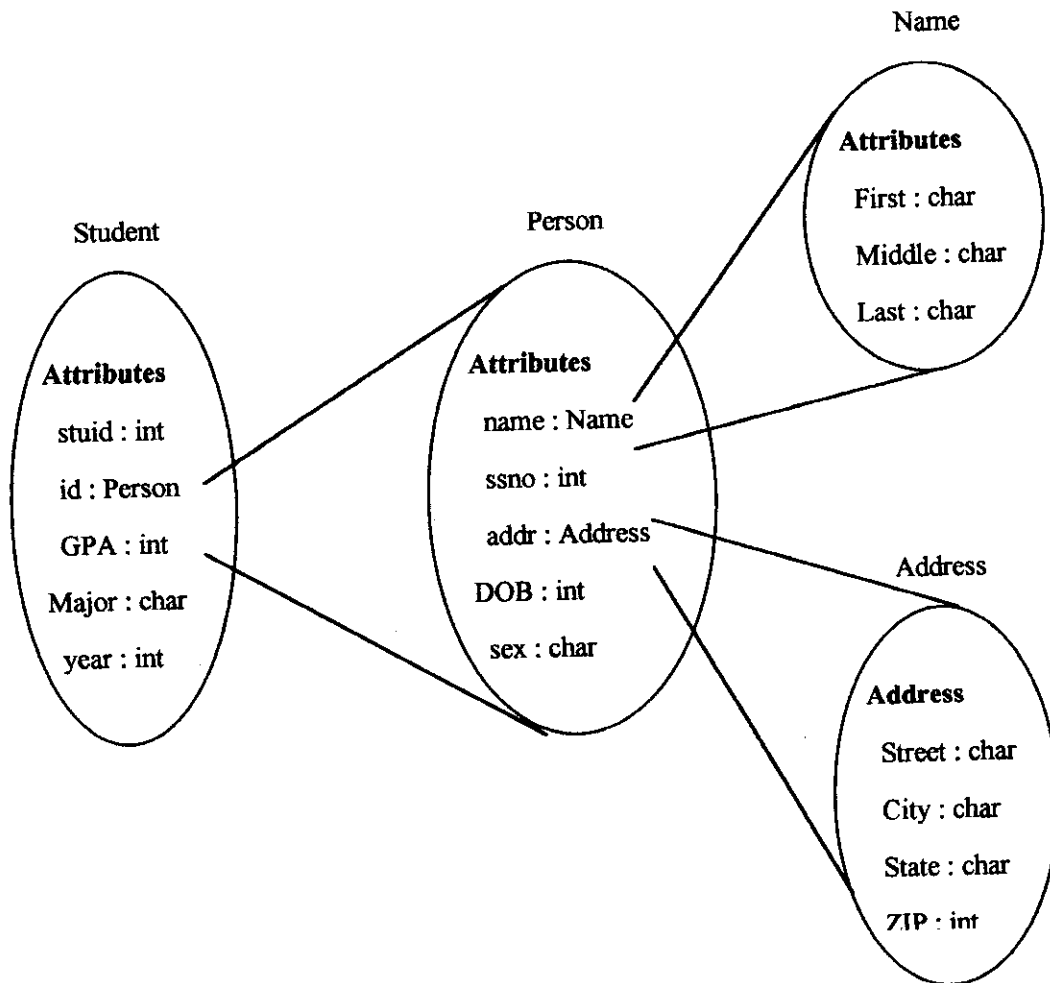 Student
Attributes
stuid : int
id : Person
GPA : int
Major : char
year : int
Person
Attributes
name : Name
ssno : int
addr : Address
DOB : int
sex : char
Name
Attributes
First : char
Middle : char
Last : char
Address
Address
Street : char
City : char
State : char
ZIP : int